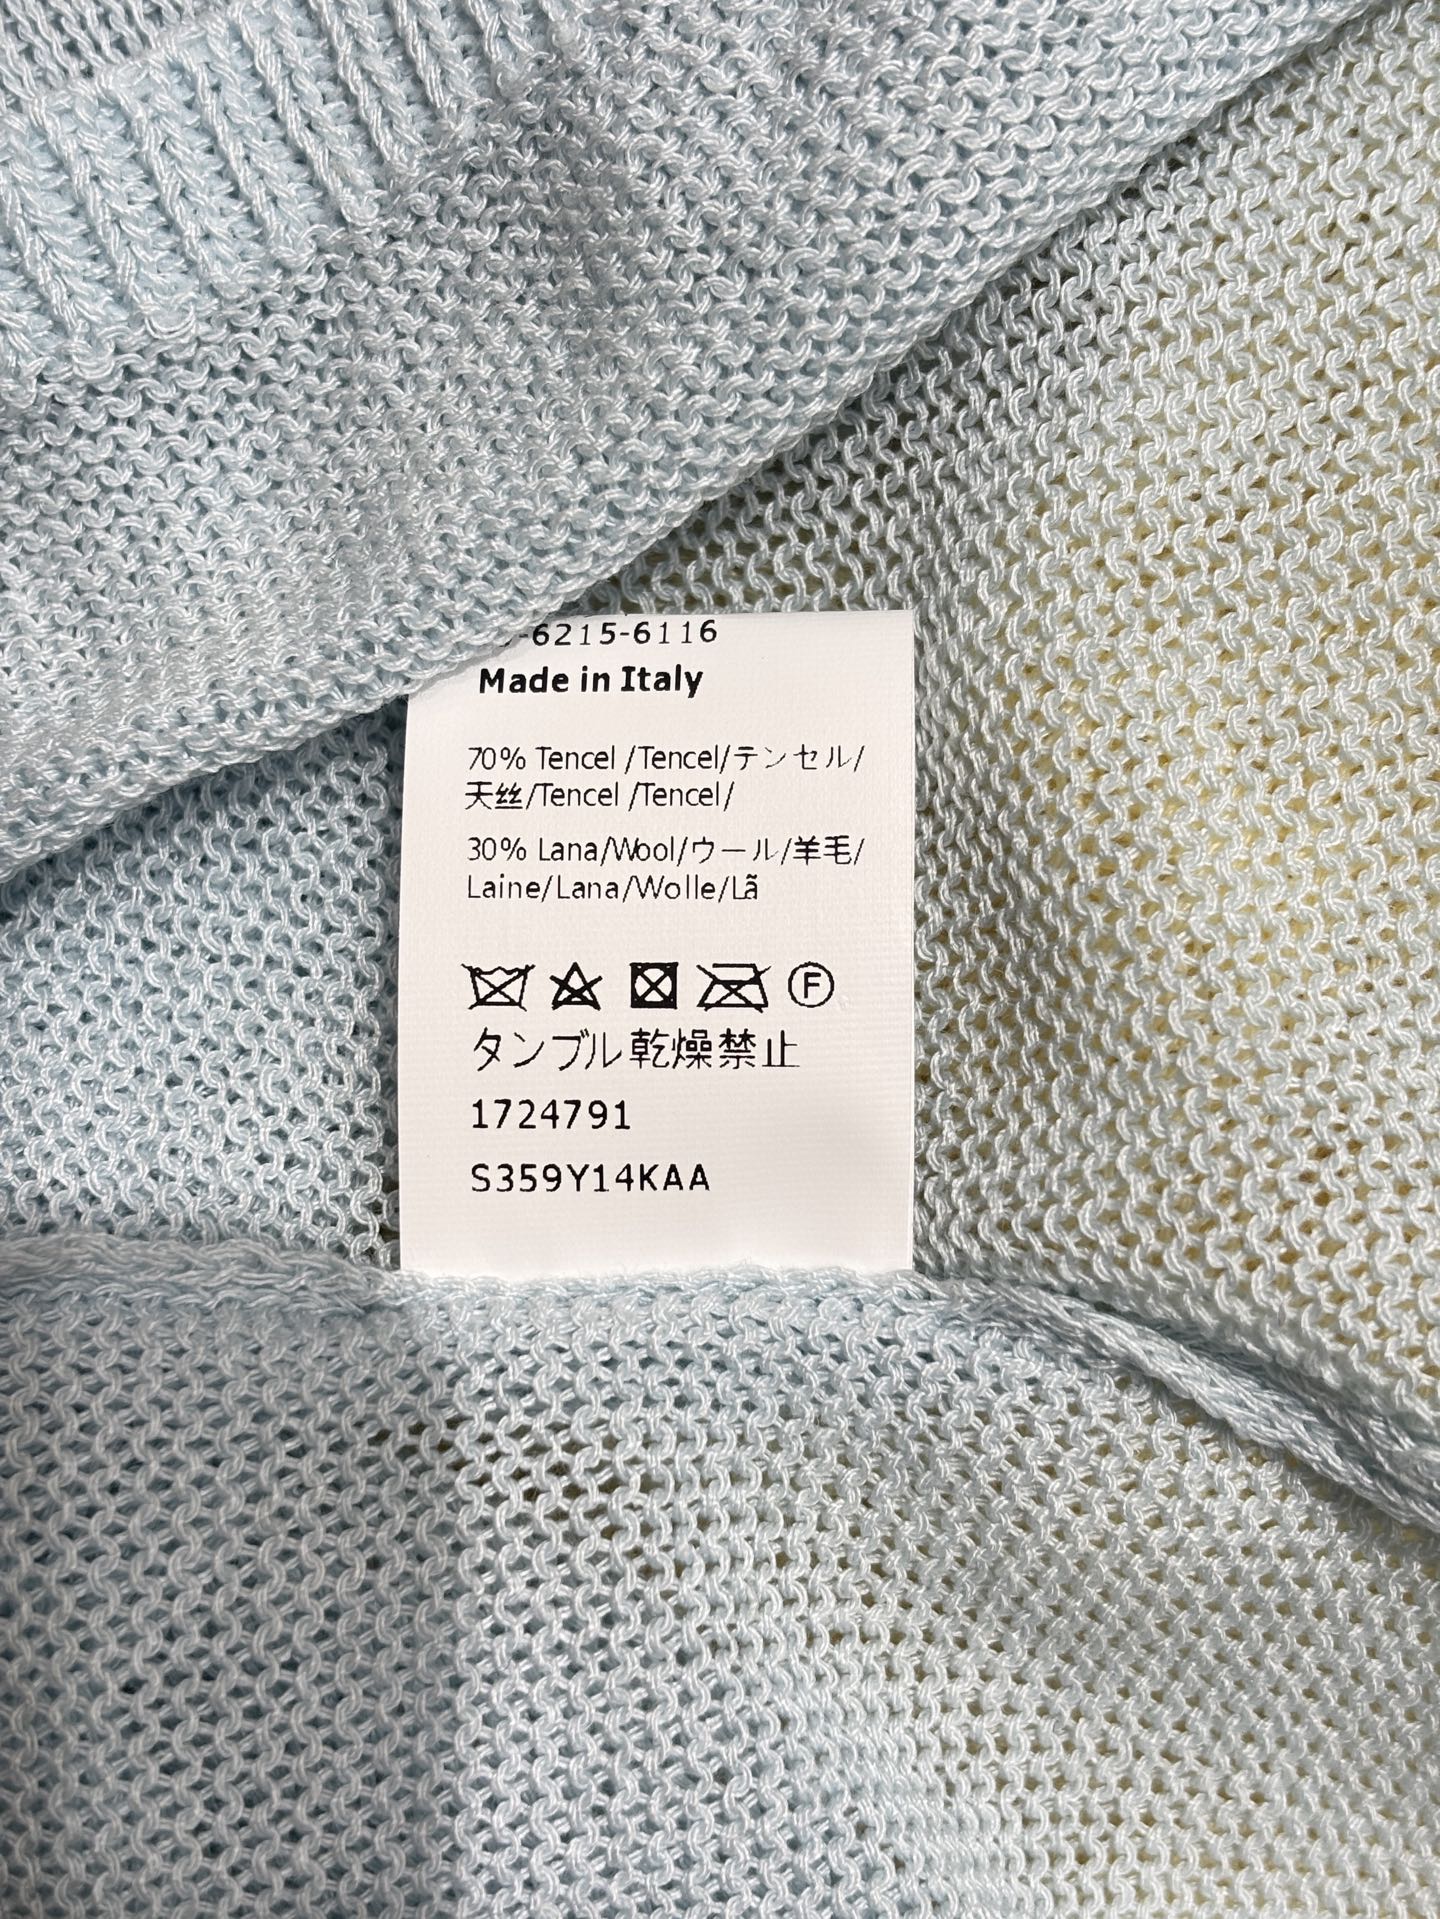 -6215-6116
Made in Italy
70% Tencel /Tencel/テンセル/
天丝/Tencel /Tencel/
30% Lana/Wool/ウール/羊毛/
Laine/Lana/Wolle/Lã
F
タンブル乾燥禁止
1724791
S359Y14KAA